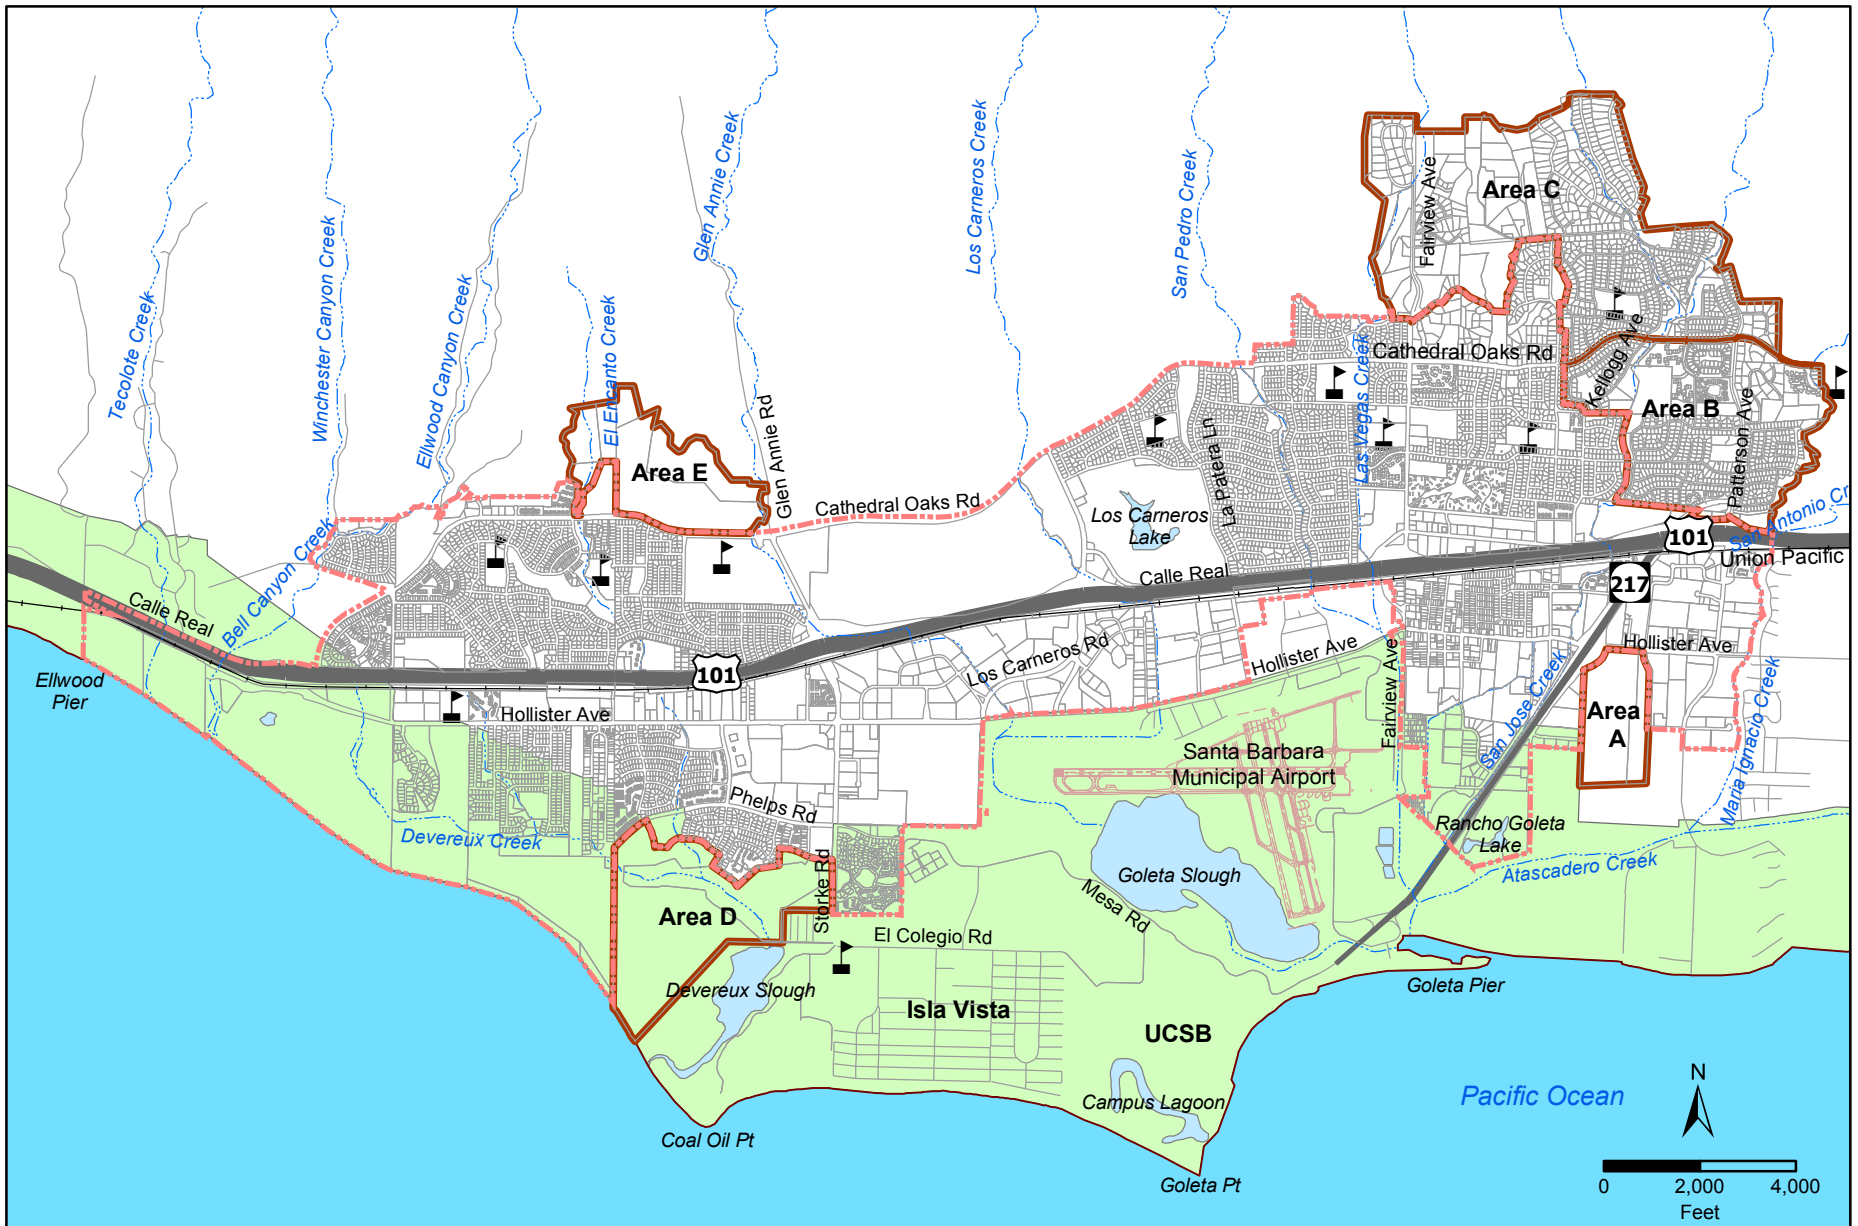 Fairview Ave
Area C
Glen Annie Creek
Los Carneros Creek
San Pedro Creek
Winchester Canyon Creek
Tecolote Creek
Ellwood Canyon Creek
El Encanto Creek
Las Vegas Creek
Cathedral Oaks Rd
Kellogg Ave
Area B
Patterson Ave
Area E
Glen Annie Rd
Cathedral Oaks Rd
La Patera Ln
Los Carneros
Lake
San Antonio Cr
101
Union Pacific
Calle Real
217
Bell Canyon Creek
Calle Real
Hollister Ave
Hollister Ave
Los Carneros Rd
101
Ellwood
Pier
Hollister Ave
Fairview Ave
San Jose Creek
Area
A
Maria Ignacio Creek
Santa Barbara
Municipal Airport
Phelps Rd
Devereux Creek
Rancho Goleta
Lake
Atascadero Creek
Goleta Slough
Storke Rd
Mesa Rd
Area D
El Colegio Rd
Devereux Slough
Isla Vista
UCSB
Goleta Pier
Campus Lagoon
Pacific Ocean
N
Coal Oil Pt
Goleta Pt
0 2,000 4,000
Feet